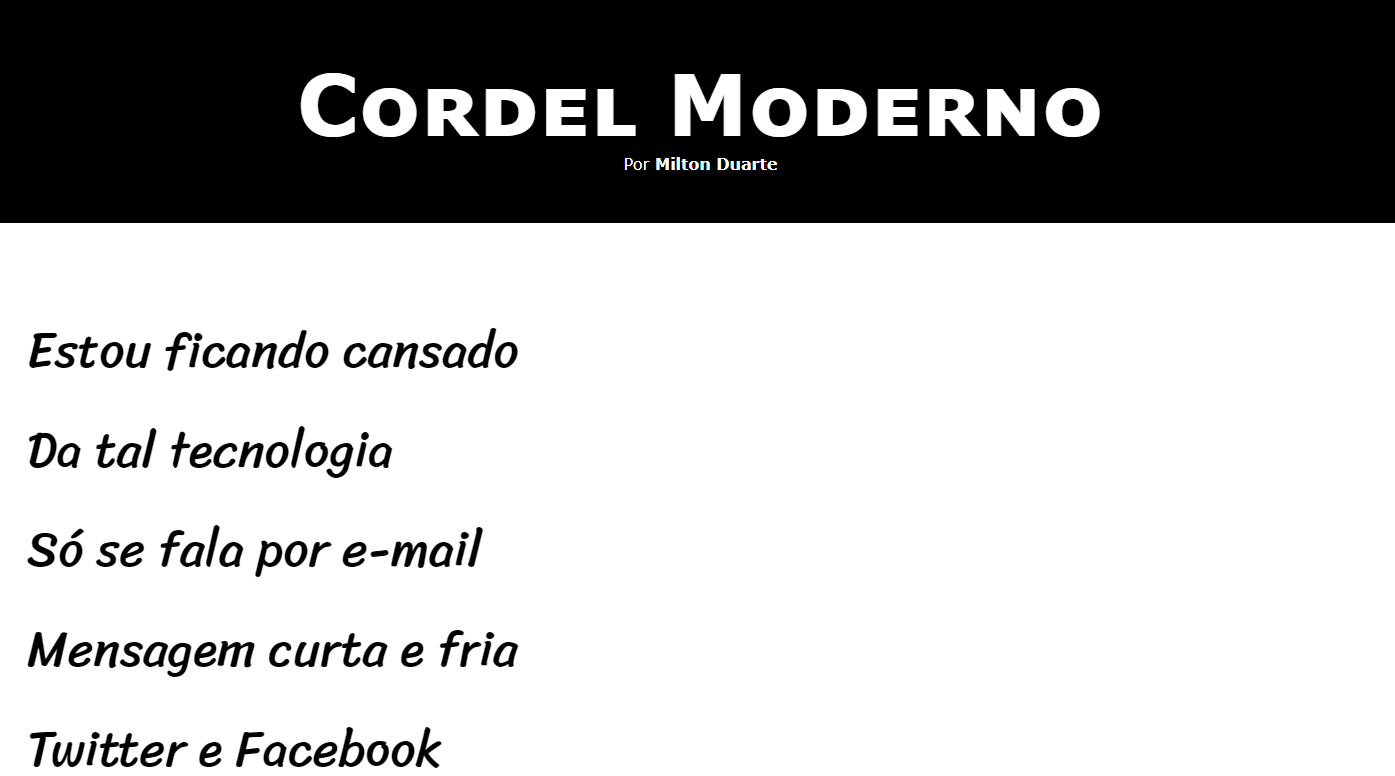 Cordel Moderno
Por Milton Duarte
Estou ficando cansado
Da tal tecnologia
Só se fala por e-mail
Mensagem curta e fria
Twitter e Facebook